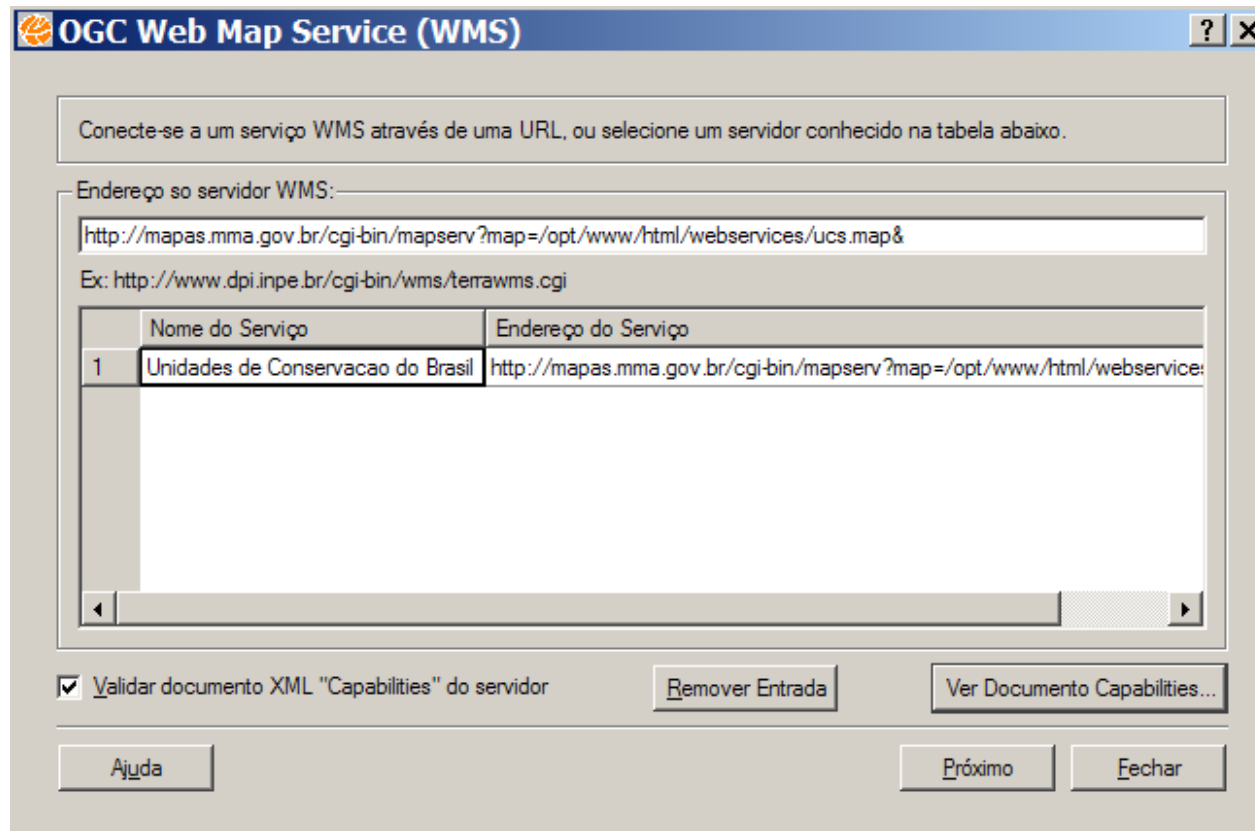 OGC Web Map Service (WMS)
Conecte-se a um serviço WMS através de uma URL, ou selecione um servidor conhecido na tabela abaixo.
Endereço so servidor WMS:
http://mapas.mma.gov.br/cgi-bin/mapserv?map=/opt/www/html/webservices/ucs.map&
Ex: http://www.dpi.inpe.br/cgi-bin/wms/terrawms.cgi
Nome do Serviço Endereço do Serviço
1 Unidades de Conservacao do Brasil http://mapas.mma.gov.br/cgi-bin/mapserv?map=/opt/www/html/webservices
Validar documento XML "Capabilities" do servidor Remover Entrada Ver Documento Capabilities...
Ajuda Próximo Fechar